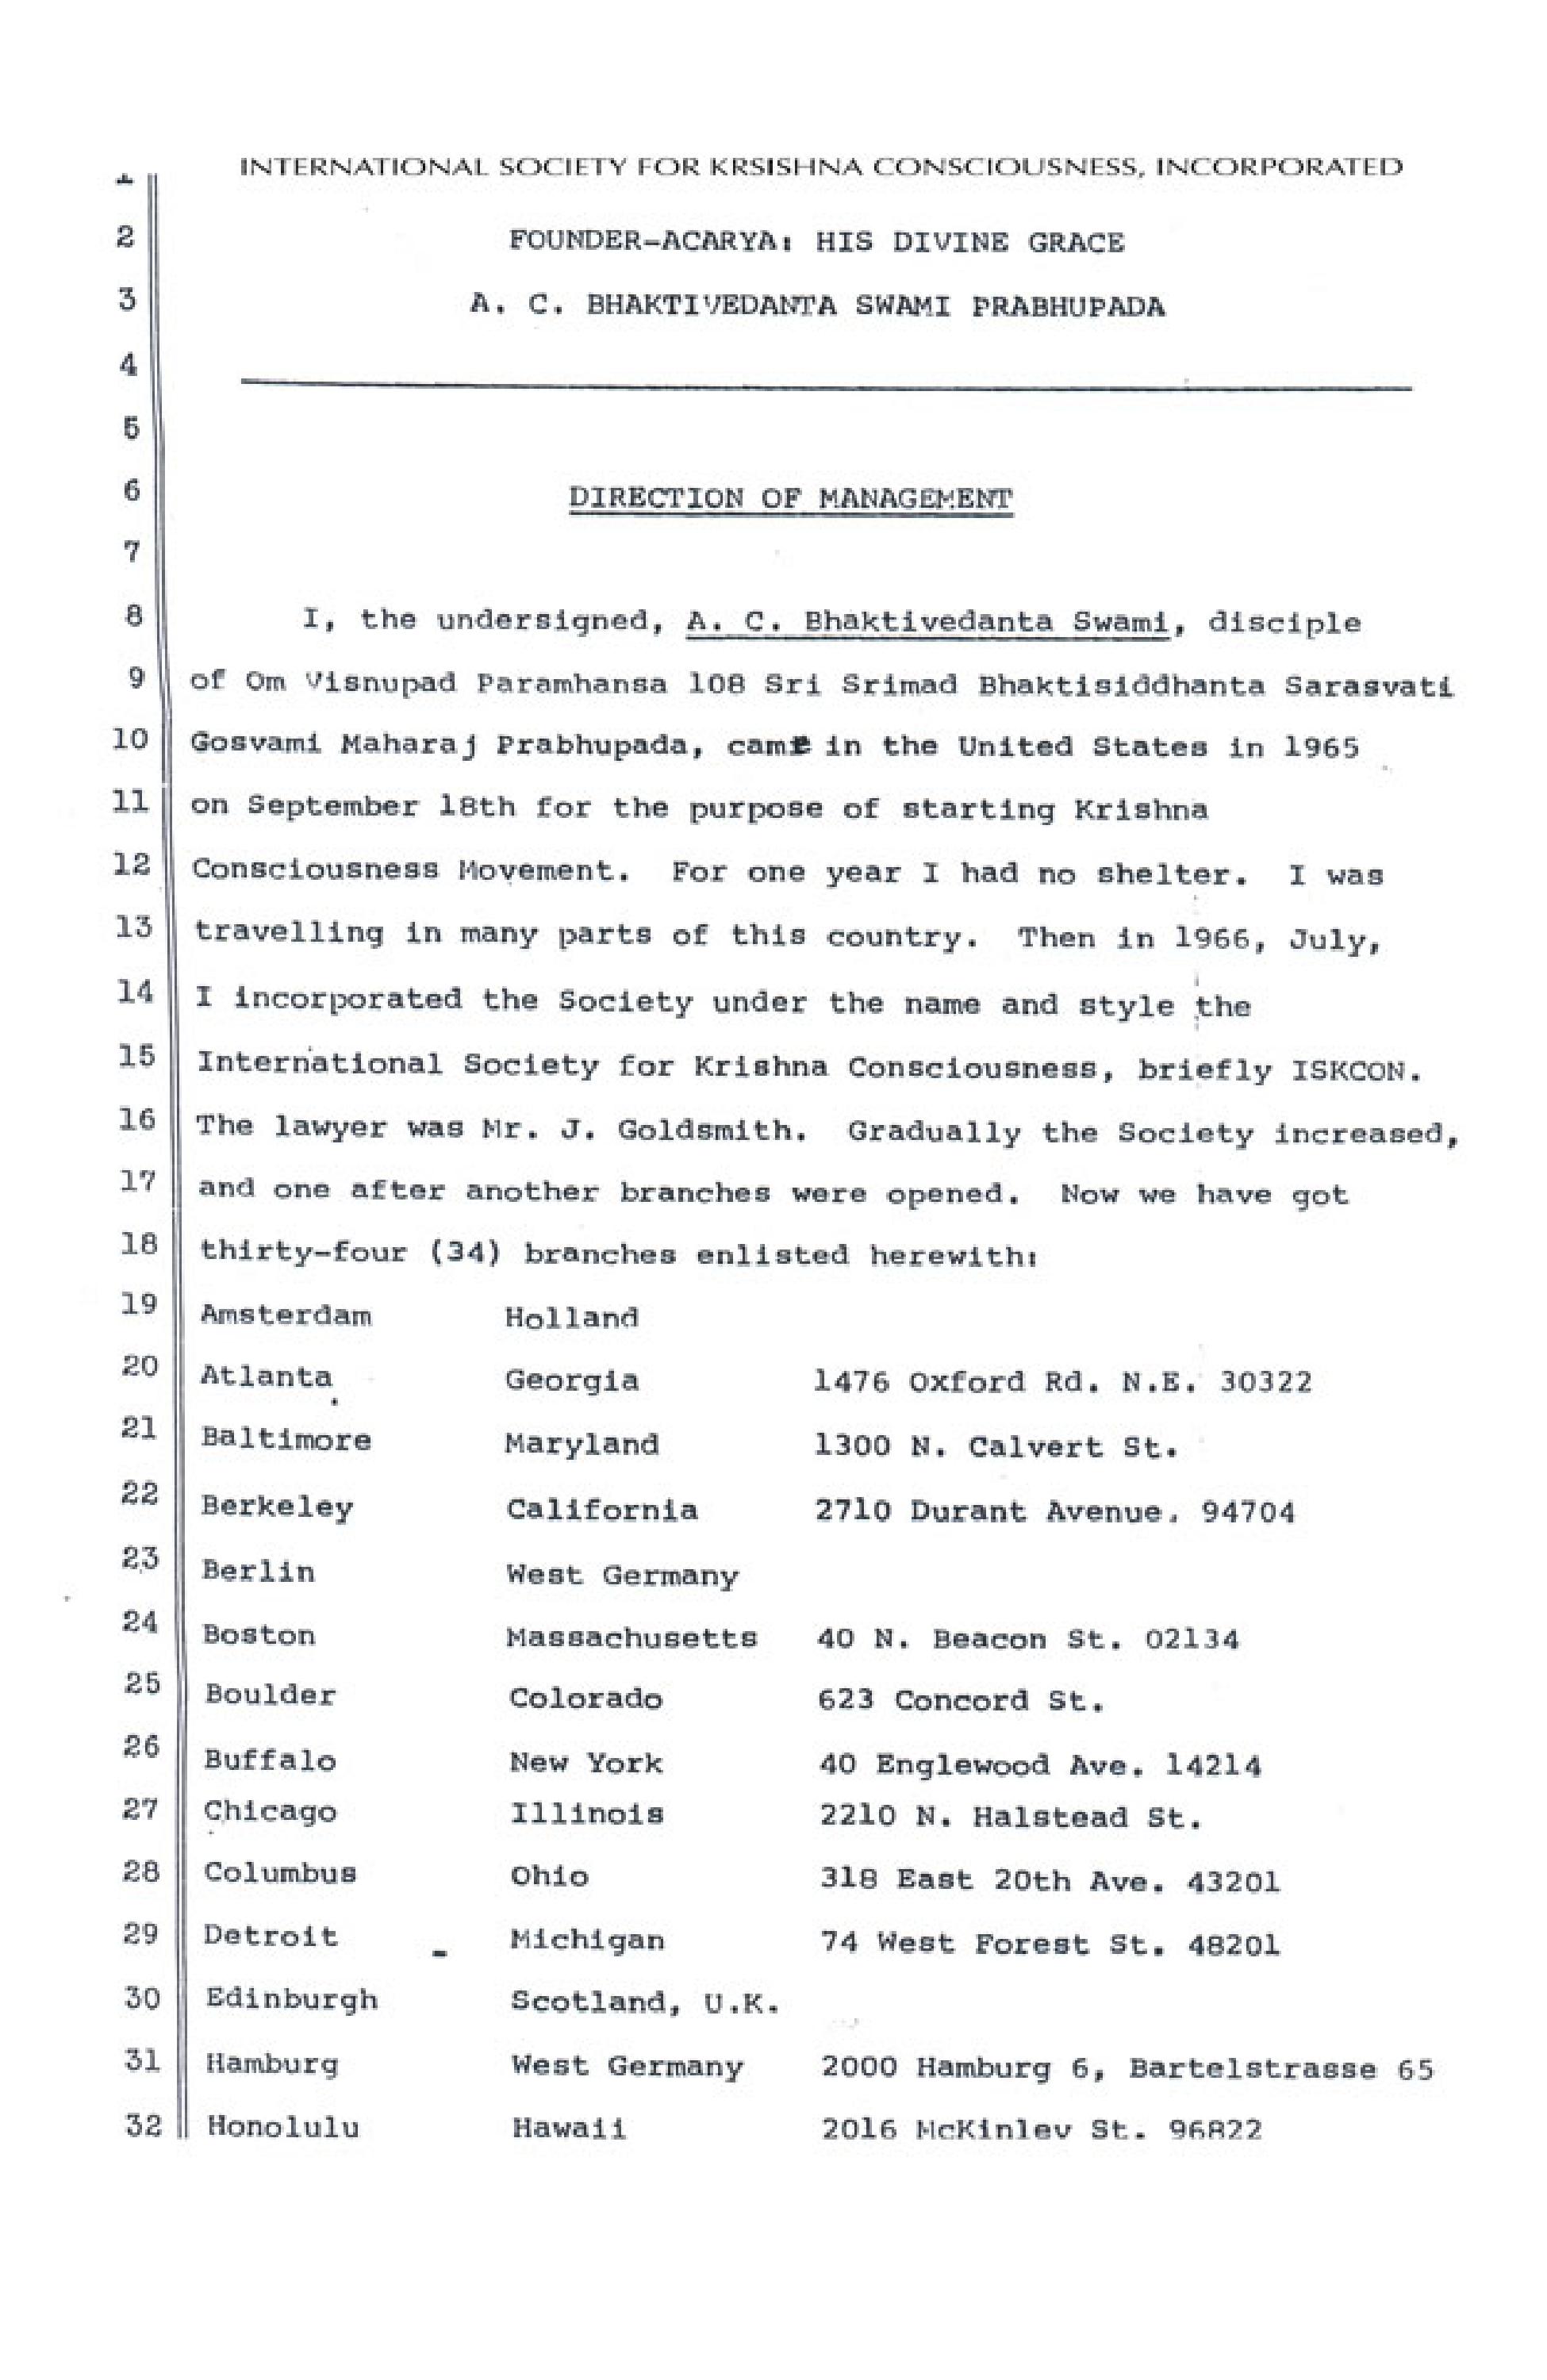 INTERNATIONAL SOCIETY FOR KRSISHNA CONSCIOUSNESS, INCORPORATED
1
2 FOUNDER-ACARYA: HIS DIVINE GRACE
3 A. C. BHAKTIVEDANTA SWAMI PRABHUPADA
4
5
6 DIRECTION OF MANAGEMENT
7
8 I, the undersigned, A. C. Bhaktivedanta Swami, disciple
9 of Om Visnupad Paramhansa 108 Sri Srimad Bhaktisiddhanta Sarasvati
10 Gosvami Maharaj Prabhupada, came in the United States in 1965
11 on September 18th for the purpose of starting Krishna
12 Consciousness Movement. For one year I had no shelter. I was
13 travelling in many parts of this country. Then in 1966, July,
14 I incorporated the Society under the name and style the
15 International Society for Krishna Consciousness, briefly ISKCON.
16 The lawyer was Mr. J. Goldsmith. Gradually the Society increased,
17 and one after another branches were opened. Now we have got
18 thirty-four (34) branches enlisted herewith:
19 Amsterdam Holland
20 Atlanta Georgia 1476 Oxford Rd. N.E. 30322
21 Baltimore Maryland 1300 N. Calvert St.
22 Berkeley California 2710 Durant Avenue. 94704
23 Berlin West Germany
24 Boston Massachusetts 40 N. Beacon St. 02134
25 Boulder Colorado 623 Concord St.
26 Buffalo New York 40 Englewood Ave. 14214
27 Chicago Illinois 2210 N. Halstead St.
28 Columbus Ohio 318 East 20th Ave. 43201
29 Detroit - Michigan 74 West Forest St. 48201
30 Edinburgh Scotland, U.K.
31 Hamburg West Germany 2000 Hamburg 6, Bartelstrasse 65
32 Honolulu Hawaii 2016 McKinley St. 96822